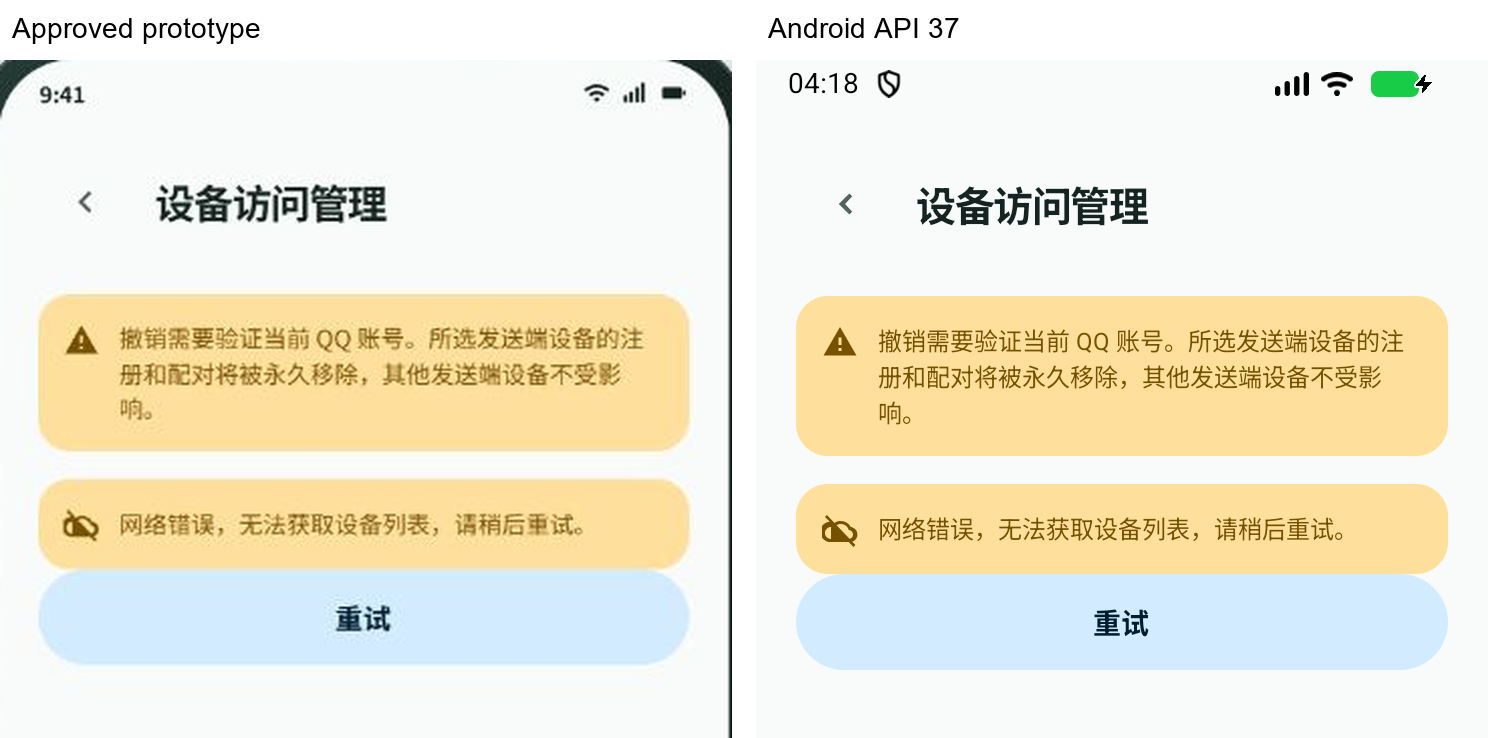 Approved prototype
9:41
设备访问管理
撤销需要验证当前 QQ 账号。所选发送端设备的注
册和配对将被永久移除，其他发送端设备不受影
响。
网络错误，无法获取设备列表，请稍后重试。
重试
Android API 37
04:18
设备访问管理
撤销需要验证当前 QQ 账号。所选发送端设备的注
册和配对将被永久移除，其他发送端设备不受影
响。
网络错误，无法获取设备列表，请稍后重试。
重试